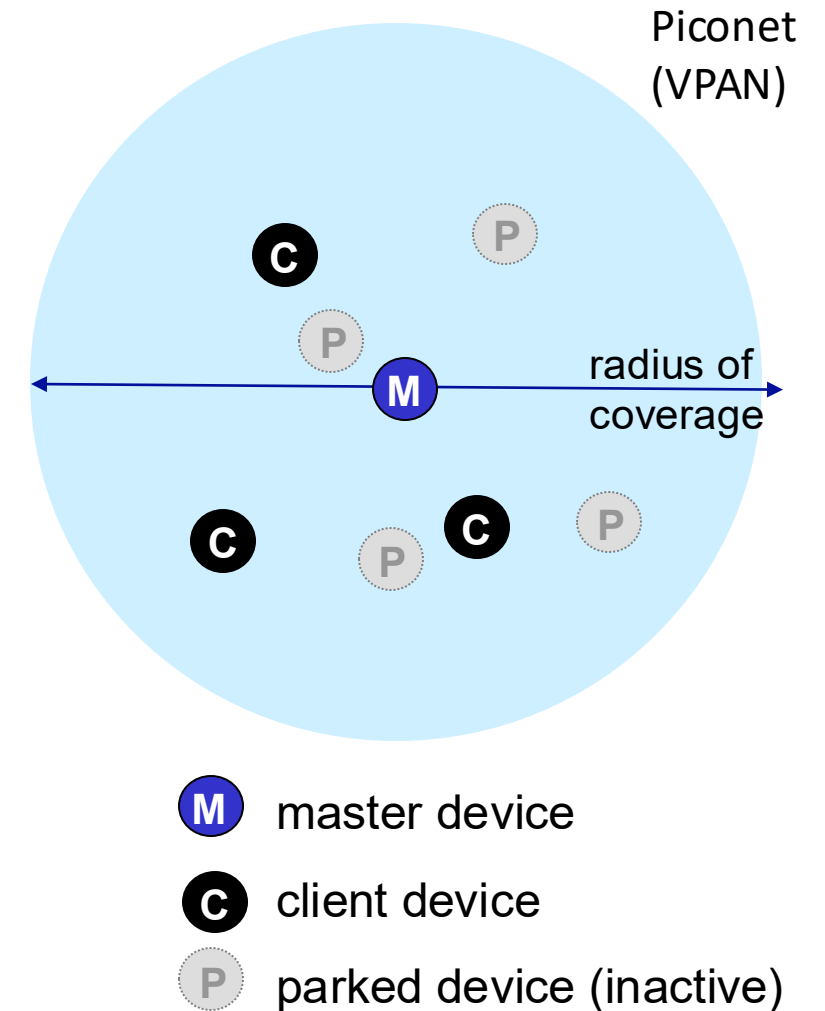 Piconet
(VPAN)
C
P
P
M
radius of
coverage
C
C
P
P
M master device
C client device
P parked device (inactive)